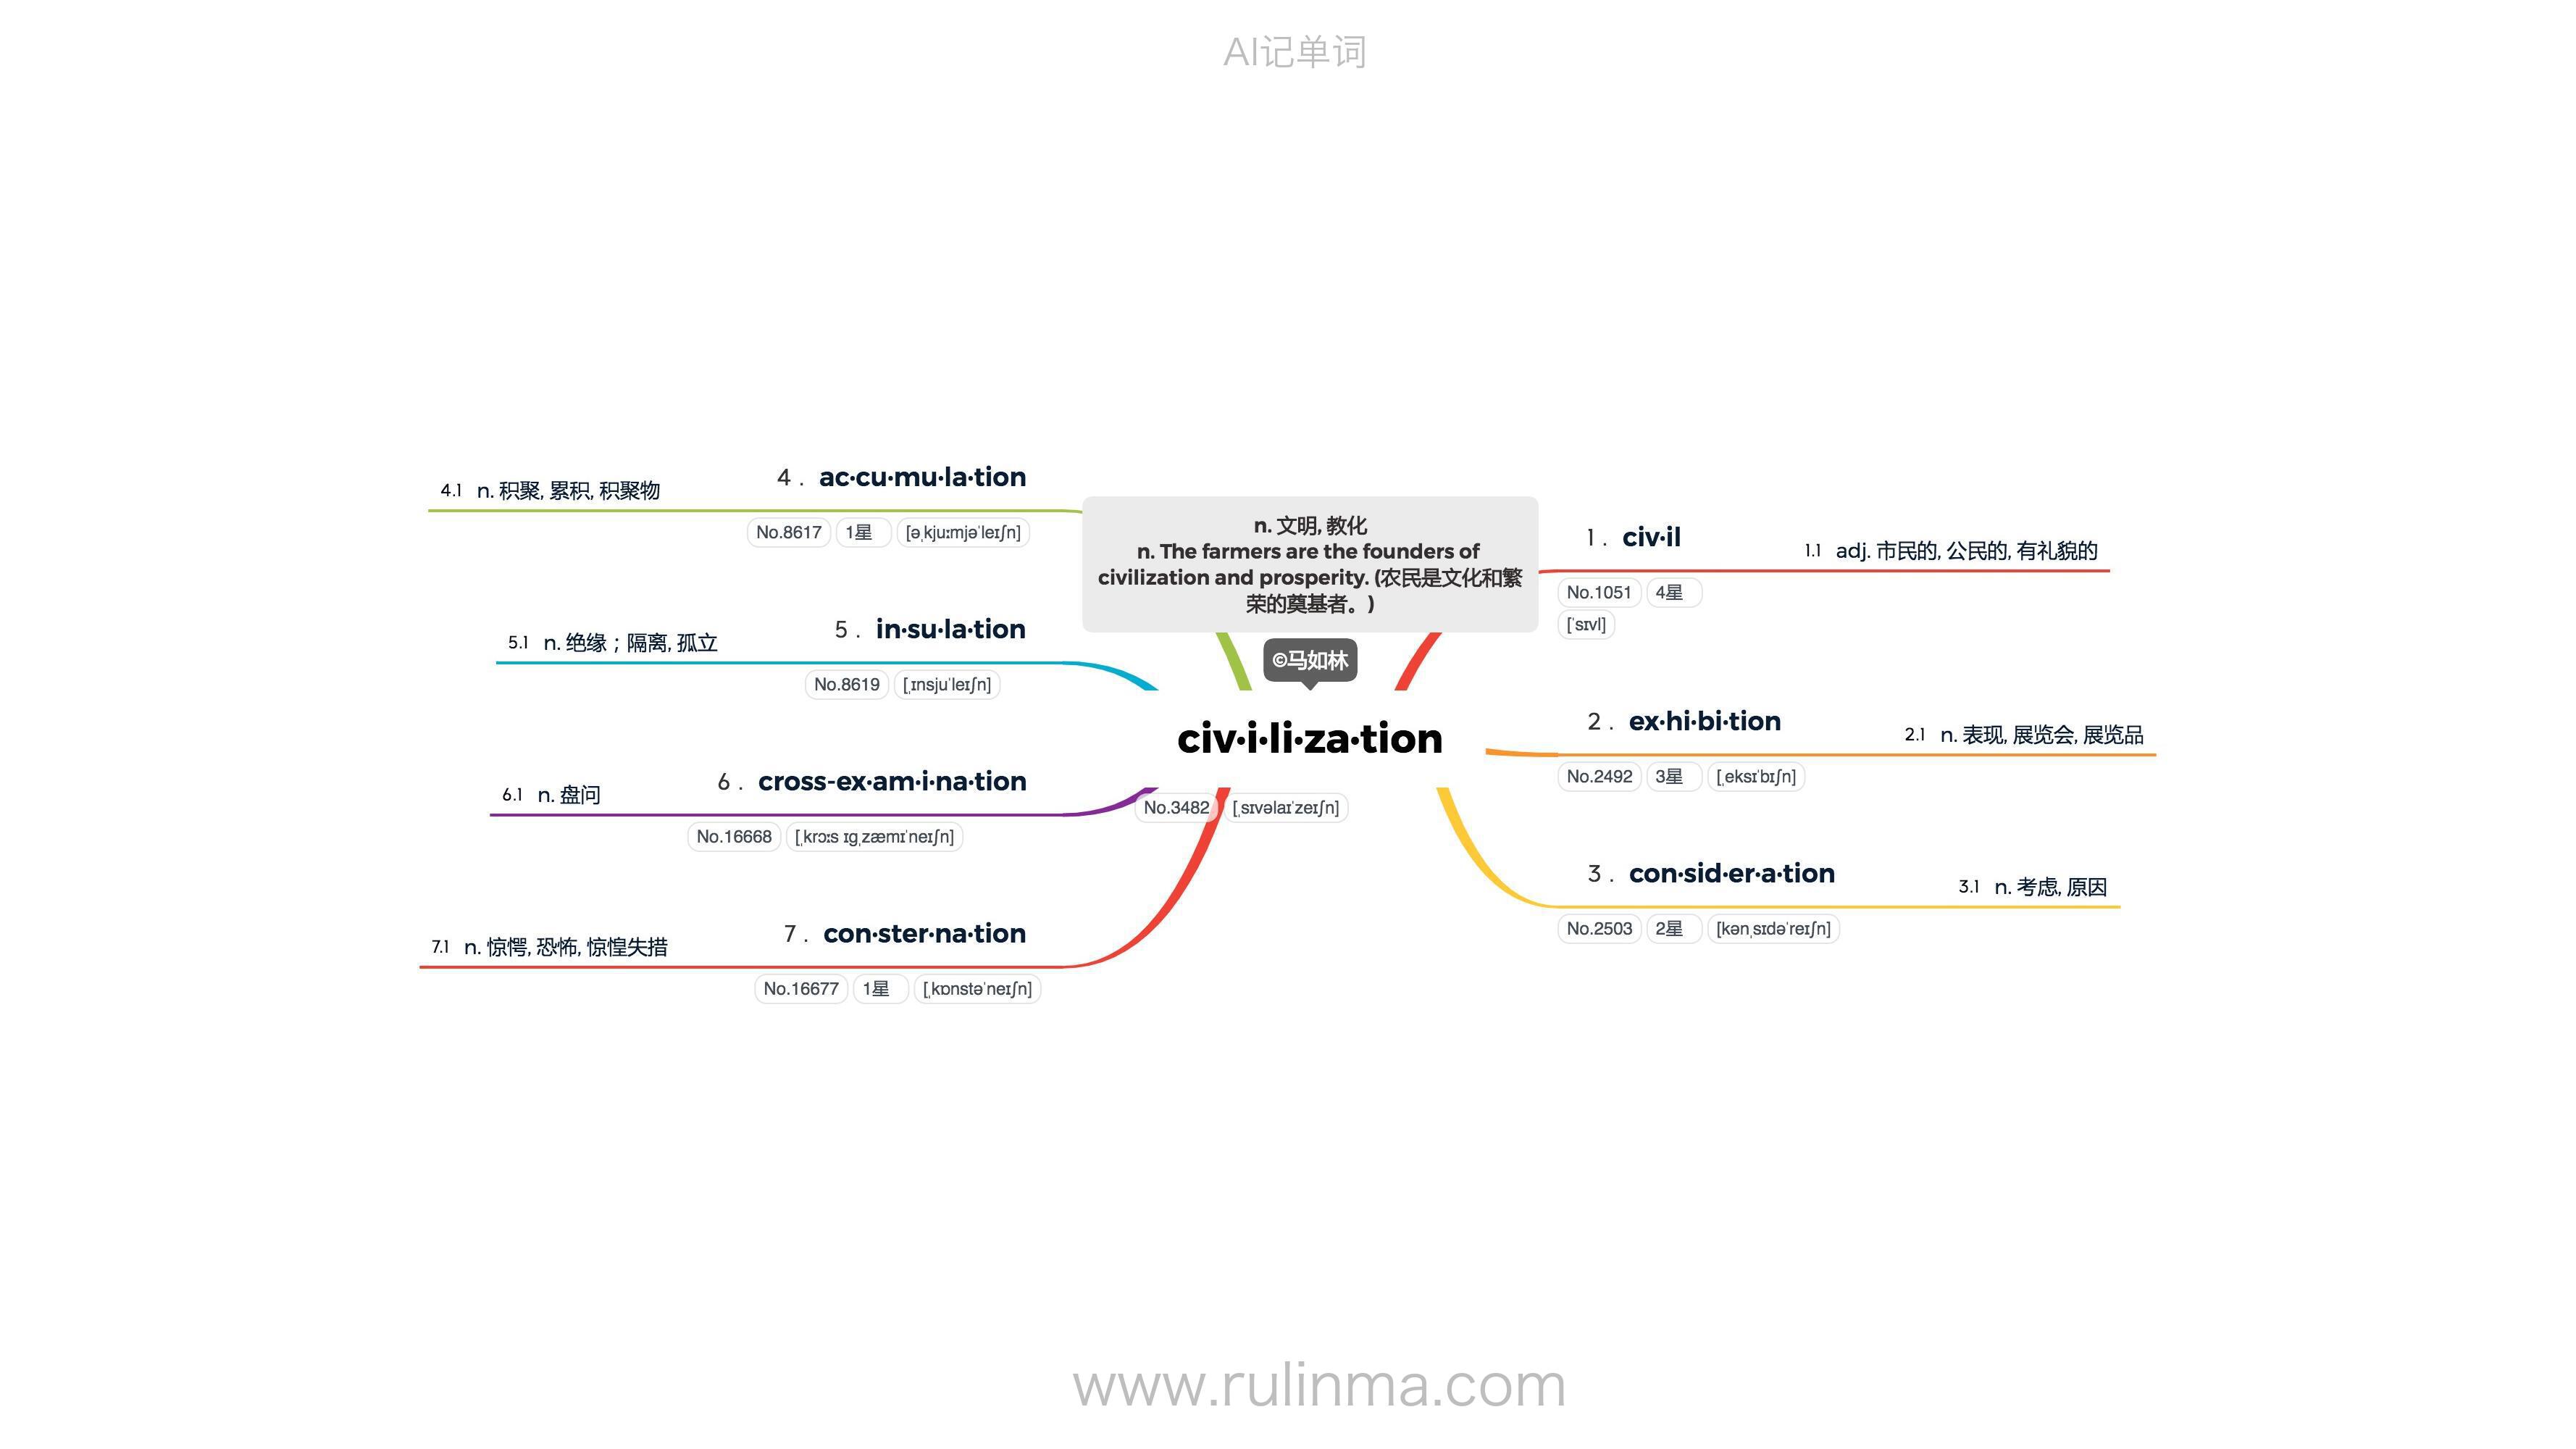 AI记单词
n. 文明, 教化
n. The farmers are the founders of
civilization and prosperity. (农民是文化和繁
荣的奠基者。)
©马如林
civ·i·li·za·tion
No.3482 [ˌsɪvəlaɪˈzeɪʃn]
1 . civ·il
1.1 adj. 市民的, 公民的, 有礼貌的
No.1051 4星
[ˈsɪvl]
2 . ex·hi·bi·tion
2.1 n. 表现, 展览会, 展览品
No.2492 3星 [ˌeksɪˈbɪʃn]
3 . con·sid·er·a·tion
3.1 n. 考虑, 原因
No.2503 2星 [kənˌsɪdəˈreɪʃn]
4 . ac·cu·mu·la·tion
4.1 n. 积聚, 累积, 积聚物
No.8617 1星 [əˌkjuːmjəˈleɪʃn]
5 . in·su·la·tion
5.1 n. 绝缘；隔离, 孤立
No.8619 [ˌɪnsjuˈleɪʃn]
6 . cross-ex·am·i·na·tion
6.1 n. 盘问
No.16668 [ˌkrɔːs ɪɡˌzæmɪˈneɪʃn]
7 . con·ster·na·tion
7.1 n. 惊愕, 恐怖, 惊惶失措
No.16677 1星 [ˌkɒnstəˈneɪʃn]
www.rulinma.com